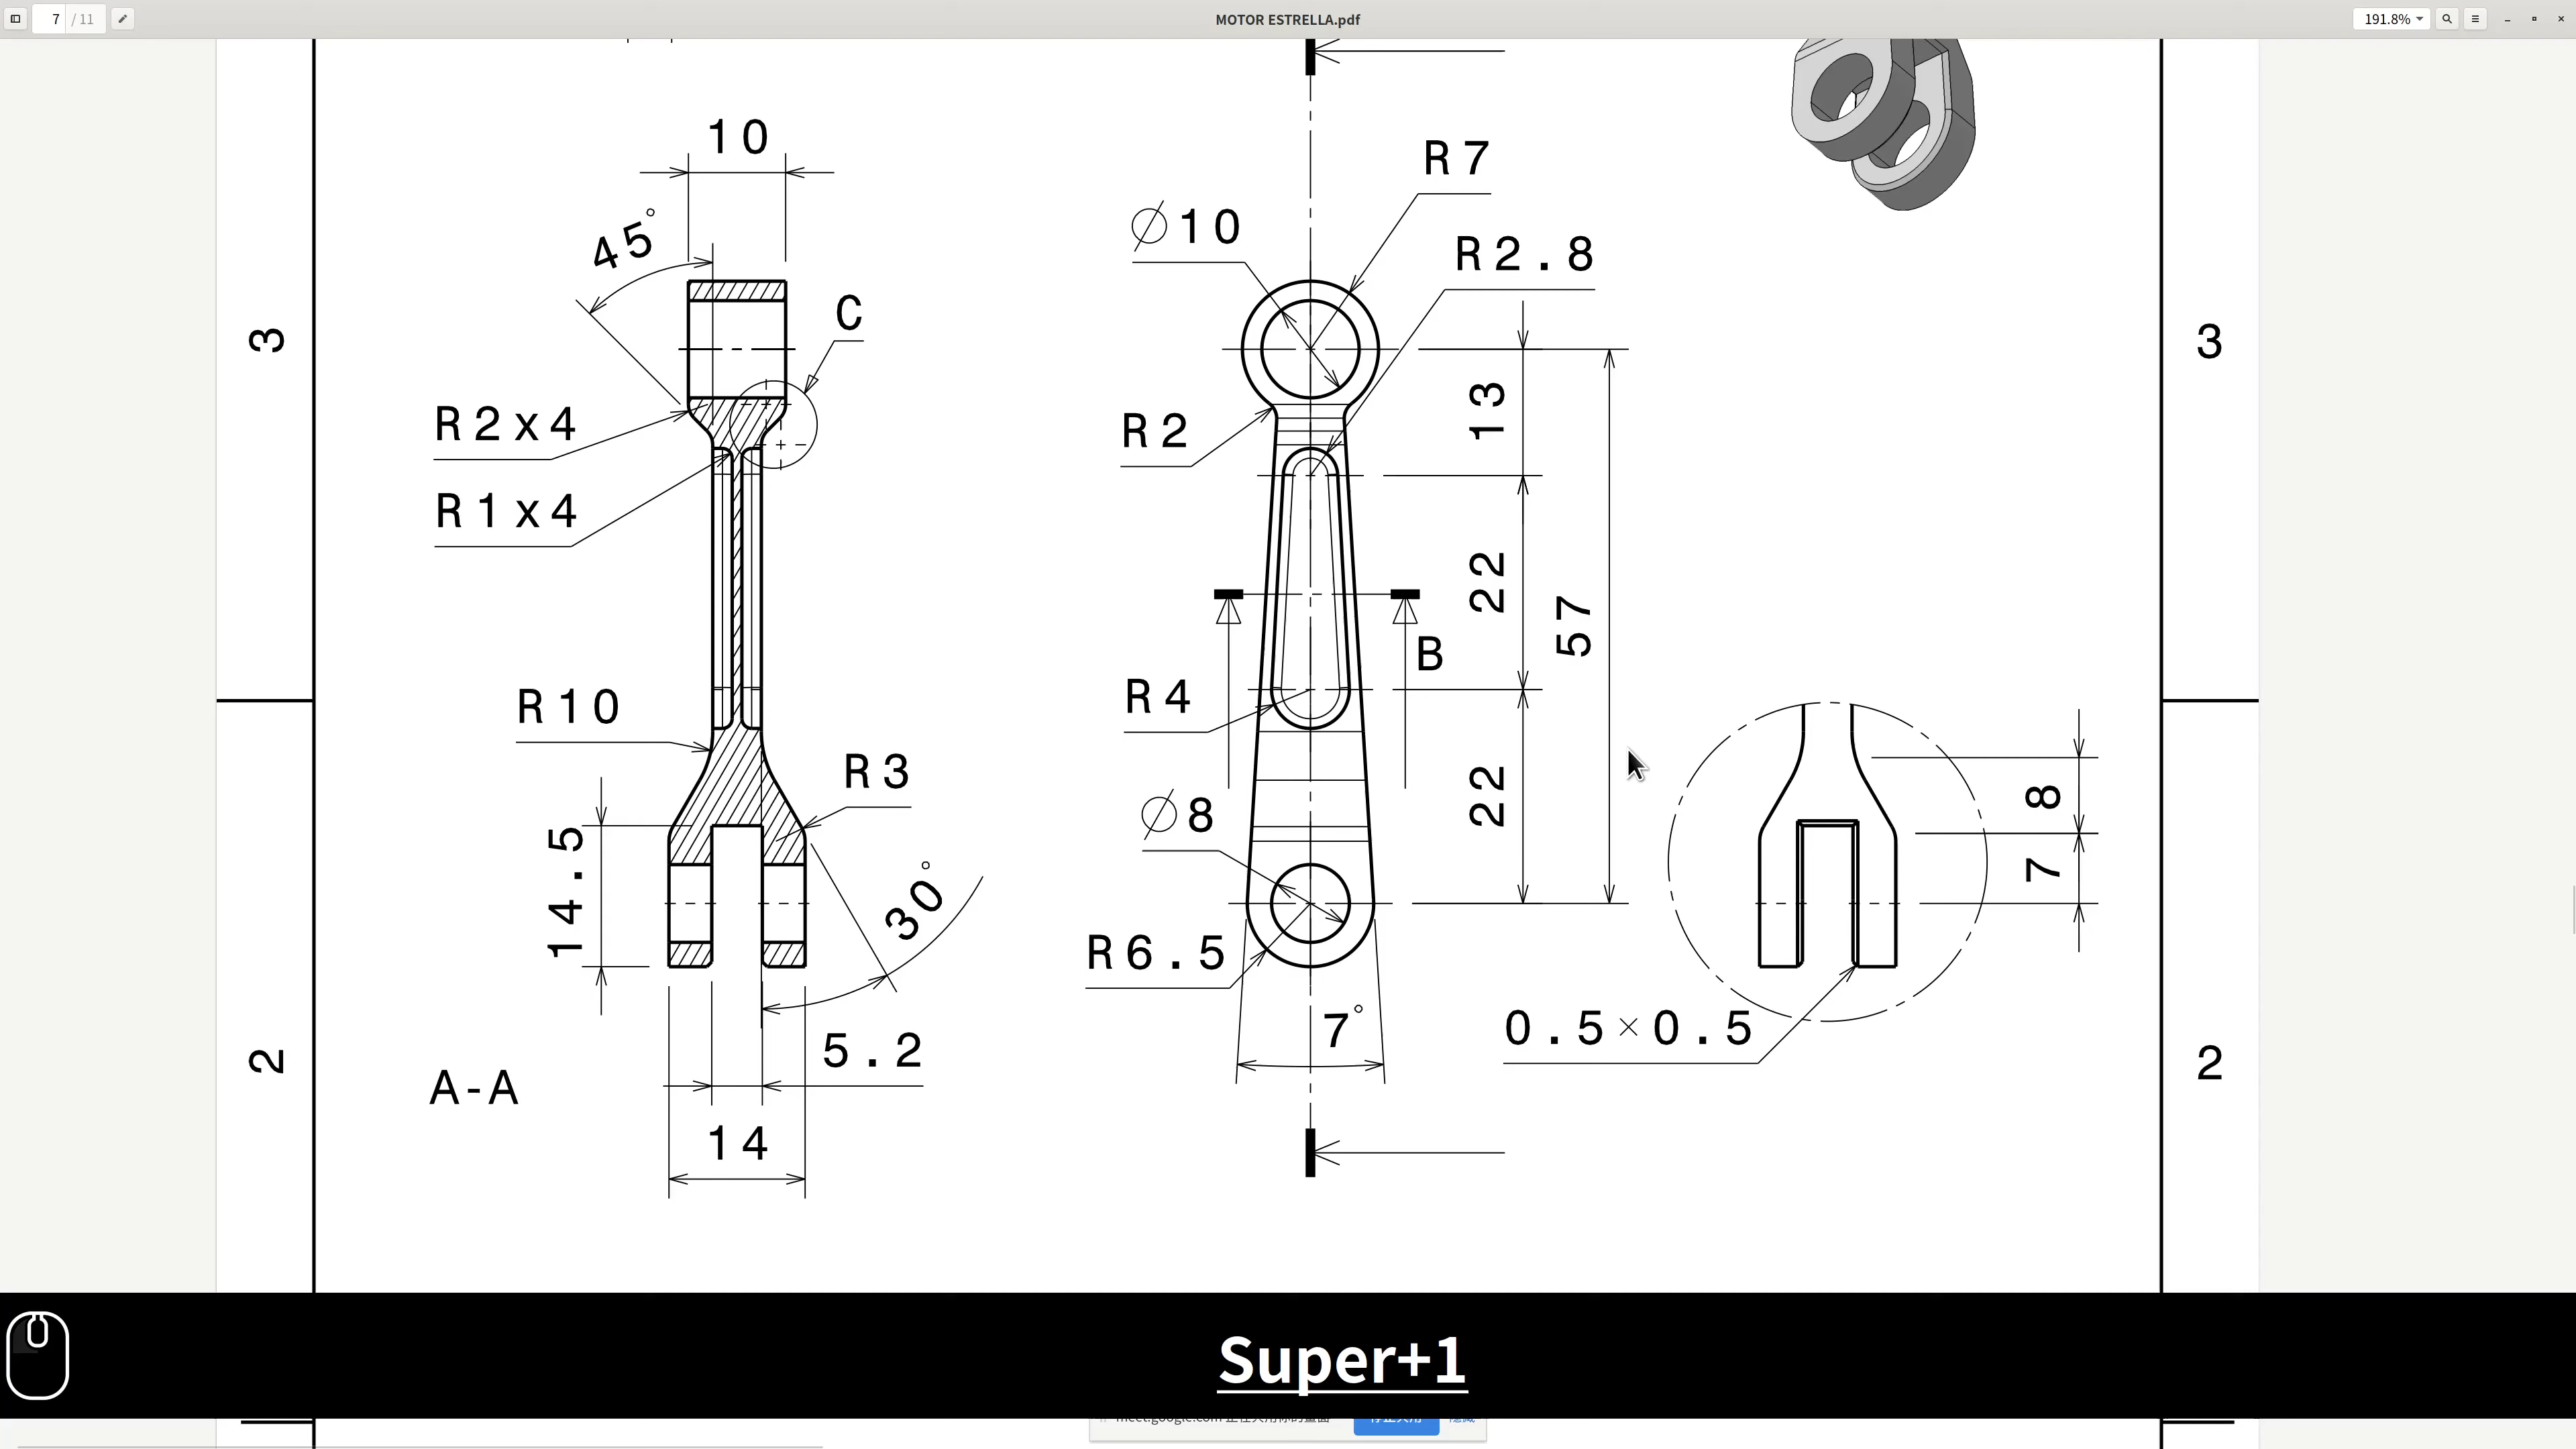 7
/ 11
MOTOR ESTRELLA.pdf
191.8%
10
45°
C
R2x4
R1x4
R10
R3
14.5
30°
5.2
14
A-A
R7
Ø10
R2.8
R2
13
22
57
B
R4
22
Ø8
R6.5
7°
8
7
0.5×0.5
3
3
2
2
Super+1